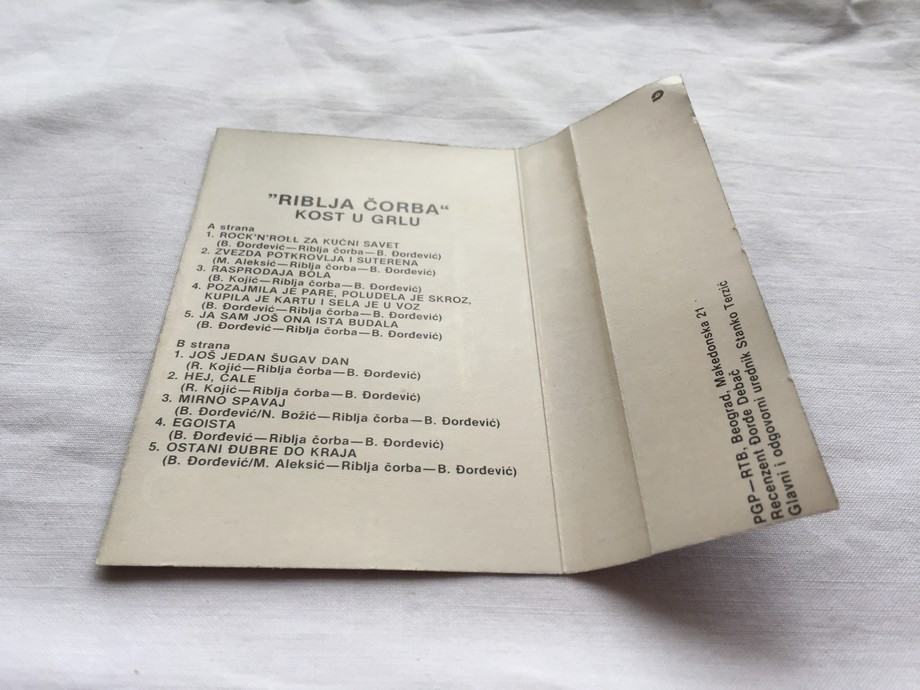 "RIBLJA ČORBA"
KOST U GRLU
A strana
1. ROCK'N'ROLL ZA KUĆNI SAVET
(B. Đorđević—Riblja čorba—B. Đorđević)
2. ZVEZDA POTKROVLJA I SUTERENA
(M. Aleksić—Riblja čorba—B. Đorđević)
3. RASPRODAJA BOLA
(B. Kojić—Riblja čorba—B. Đorđević)
4. POZAJMILA JE PARE, POLUDELA JE SKROZ,
KUPILA JE KARTU I SELA JE U VOZ
(B. Đorđević—Riblja čorba—B. Đorđević)
5. JA SAM JOŠ ONA ISTA BUDALA
(B. Đorđević—Riblja čorba—B. Đorđević)
B strana
1. JOŠ JEDAN ŠUGAV DAN
(R. Kojić—Riblja čorba—B. Đorđević)
2. HEJ, ĆALE
(R. Kojić—Riblja čorba—B. Đorđević)
3. MIRNO SPAVAJ
(B. Đorđević/N. Božić—Riblja čorba—B. Đorđević)
4. EGOISTA
(B. Đorđević—Riblja čorba—B. Đorđević)
5. OSTANI ĐUBRE DO KRAJA
(B. Đorđević/M. Aleksić—Riblja čorba—B. Đorđević)
PGP—RTB, Beograd, Makedonska 21
Recenzent Đorđe Debač
Glavni i odgovorni urednik Stanko Terzić